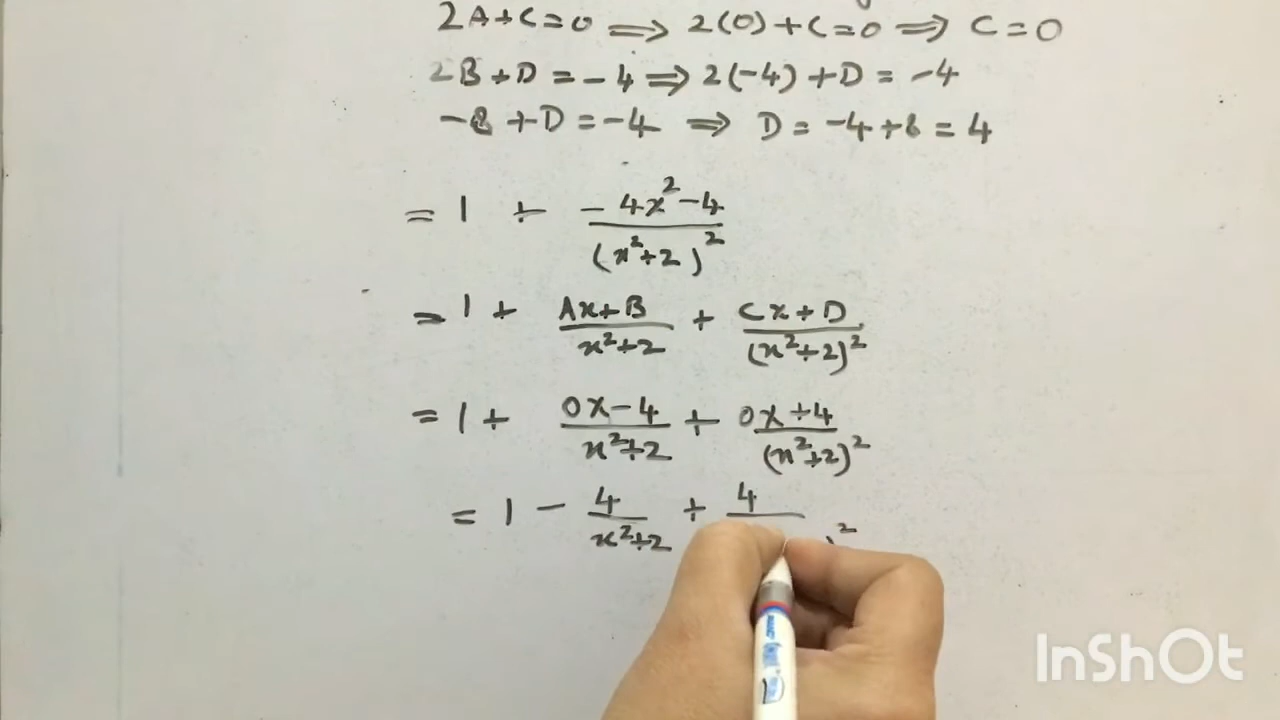 2A+C=0 ⟹ 2(0)+C=0 ⟹ C=0
2B+D=-4 ⟹ 2(-4)+D=-4
-8+D=-4 ⟹ D=-4+8=4
= 1 + (-4x²-4)/(x²+2)²
= 1 + (Ax+B)/(x²+2) + (Cx+D)/(x²+2)²
= 1 + (0x-4)/(x²+2) + (0x+4)/(x²+2)²
= 1 - 4/(x²+2) + 4/ )²
InShOt